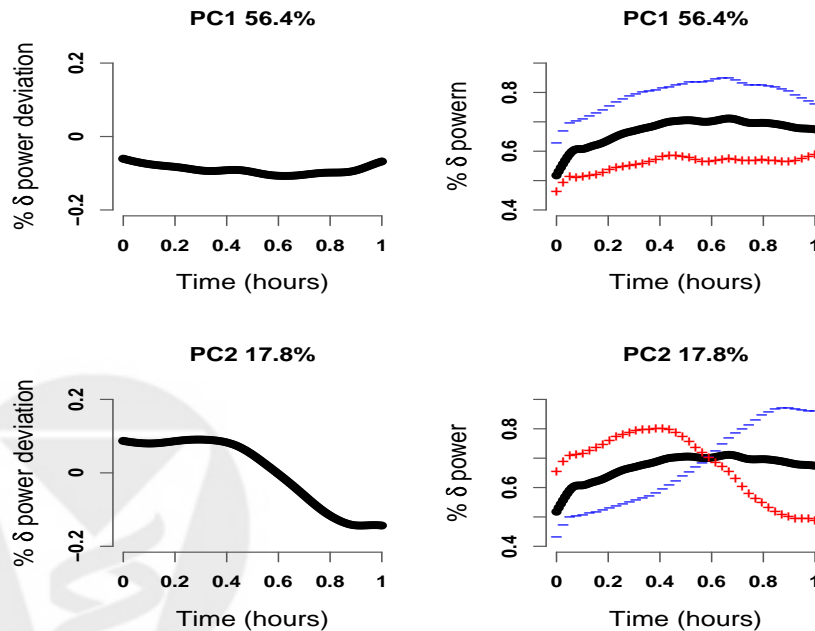 PC1 56.4%
% δ power deviation
0.2
0
−0.2
0 0.2 0.4 0.6 0.8 1
Time (hours)
% δ powern
0.8
0.6
0.4
0 0.2 0.4 0.6 0.8 1
Time (hours)
PC1 56.4%
PC2 17.8%
% δ power deviation
0.2
0
−0.2
0 0.2 0.4 0.6 0.8 1
Time (hours)
PC2 17.8%
% δ power
0.8
0.6
0.4
0 0.2 0.4 0.6 0.8 1
Time (hours)